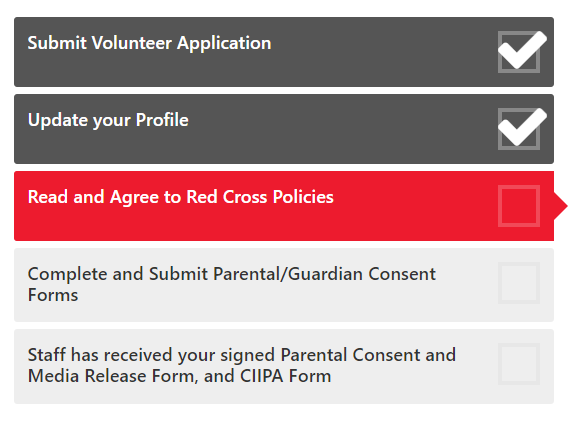 Submit Volunteer Application
Update your Profile
Read and Agree to Red Cross Policies
Complete and Submit Parental/Guardian Consent
Forms
Staff has received your signed Parental Consent and
Media Release Form, and CIIPA Form